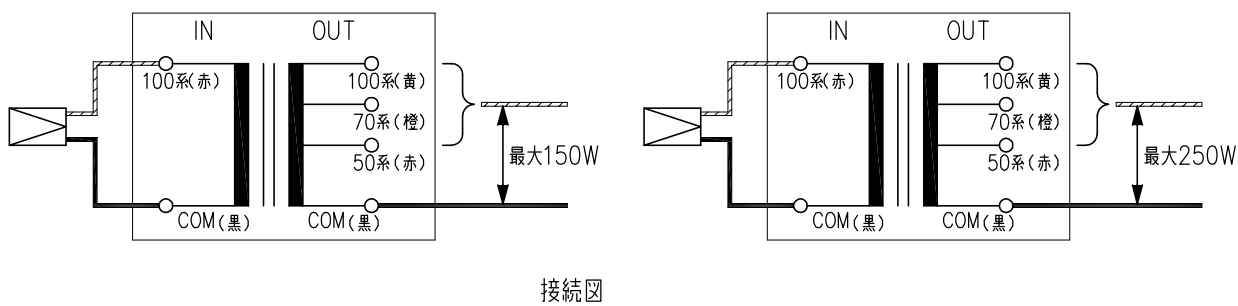 IN OUT
100系(赤) 100系(黄)
70系(橙)
50系(赤)
最大150W
COM(黒) COM(黒)
IN OUT
100系(赤) 100系(黄)
70系(橙)
50系(赤)
最大250W
COM(黒) COM(黒)
接続図